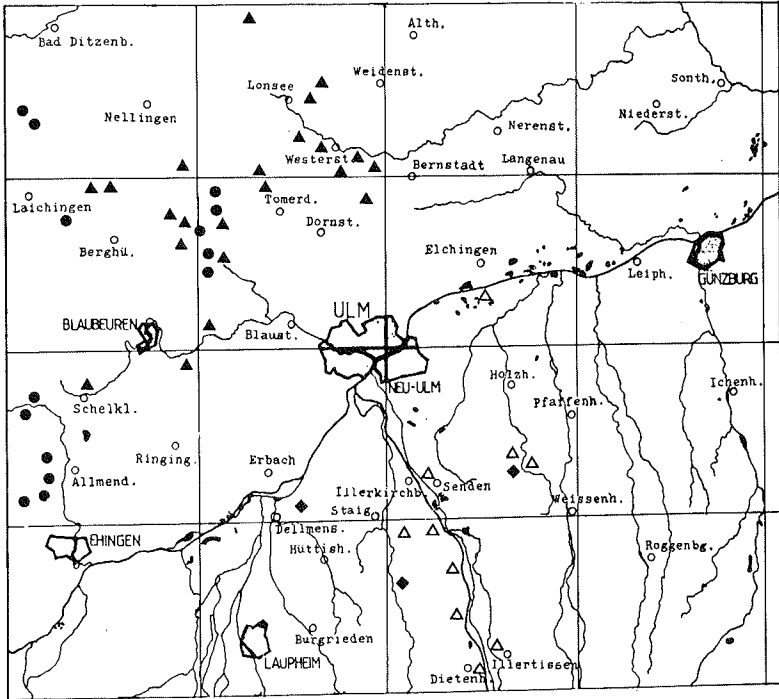 Alth.
Bad Ditzenb.
Weidenst.
Sonth.
Lonsee
Nellingen
Niederst.
Nerenst.
Westerst.
Bernstadt
Langenau
Laichingen
Tomerd.
Dornst.
Berghü.
Elchingen
Leiph.
GÜNZBURG
ULM
BLAUBEUREN
Blaust.
NEU-ULM
Holzh.
Ichenh.
Schelkl.
Pfaffenh.
Ringing.
Erbach
Allmend.
Illerkirchb.
Senden
Staig
Weissenh.
Dellmens.
EHINGEN
Hüttish.
Roggenbg.
Burgrieden
LAUPHEIM
Illertissen
Dietenh.